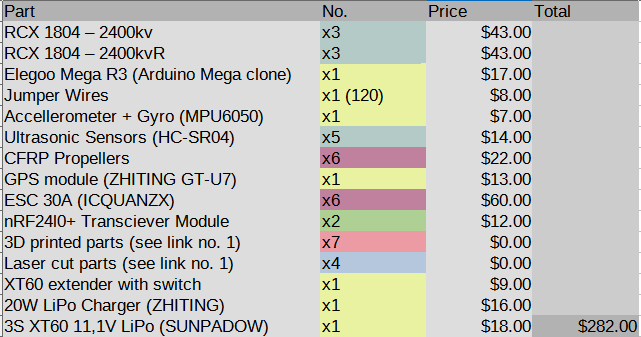 Part No. Price Total
RCX 1804 – 2400kv x3 $43.00
RCX 1804 – 2400kvR x3 $43.00
Elegoo Mega R3 (Arduino Mega clone) x1 $17.00
Jumper Wires x1 (120) $8.00
Accellerometer + Gyro (MPU6050) x1 $7.00
Ultrasonic Sensors (HC-SR04) x5 $14.00
CFRP Propellers x6 $22.00
GPS module (ZHITING GT-U7) x1 $13.00
ESC 30A (ICQUANZX) x6 $60.00
nRF24l0+ Transciever Module x2 $12.00
3D printed parts (see link no. 1) x7 $0.00
Laser cut parts (see link no. 1) x4 $0.00
XT60 extender with switch x1 $9.00
20W LiPo Charger (ZHITING) x1 $16.00
3S XT60 11,1V LiPo (SUNPADOW) x1 $18.00 $282.00